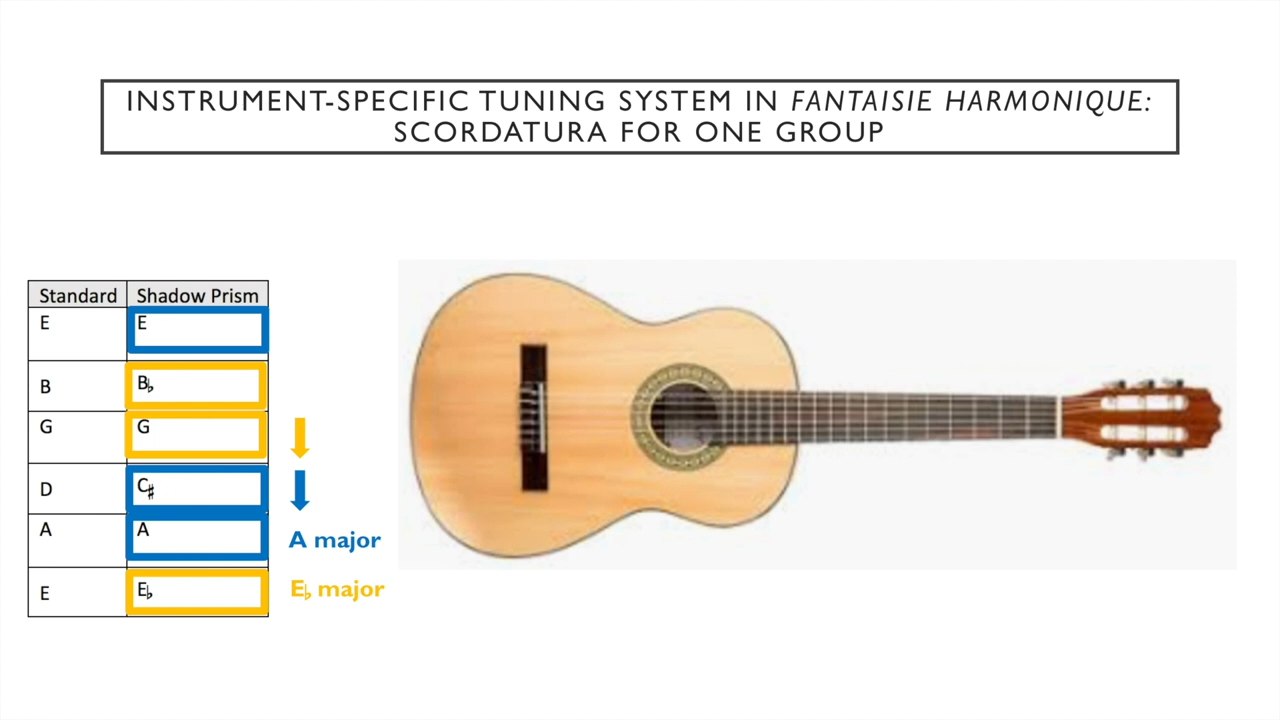 INSTRUMENT-SPECIFIC TUNING SYSTEM IN FANTAISIE HARMONIQUE:
SCORDATURA FOR ONE GROUP
Standard Shadow Prism
E E
B B♭
G G
D C♯
A A
A major
E E♭
E♭ major